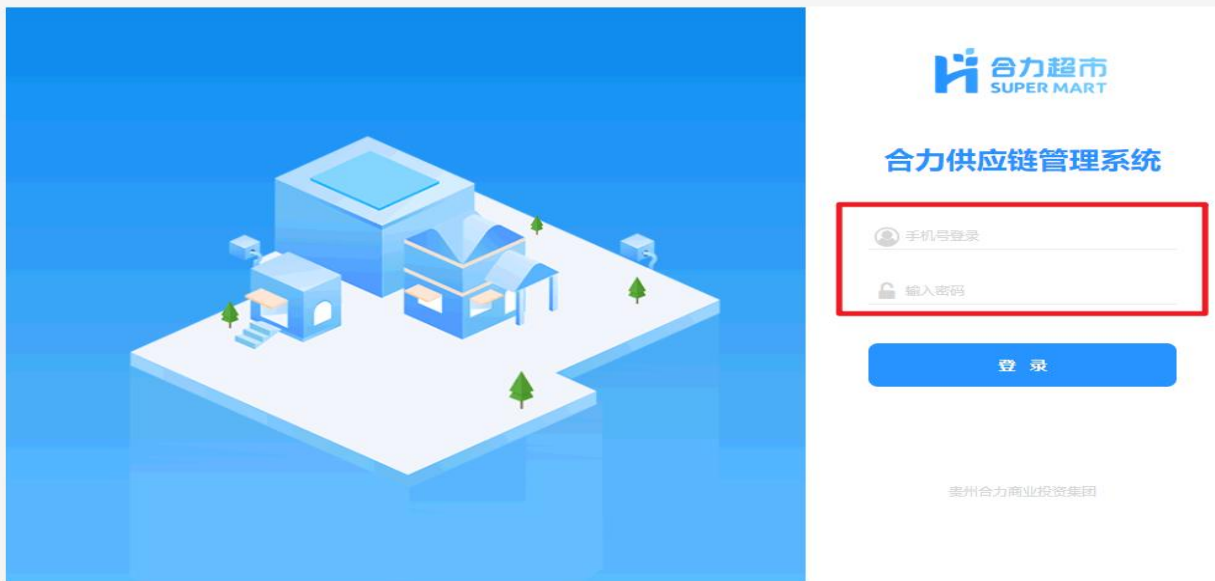 合力超市
SUPER MART
合力供应链管理系统
手机号登录
输入密码
登 录
贵州合力商业投资集团